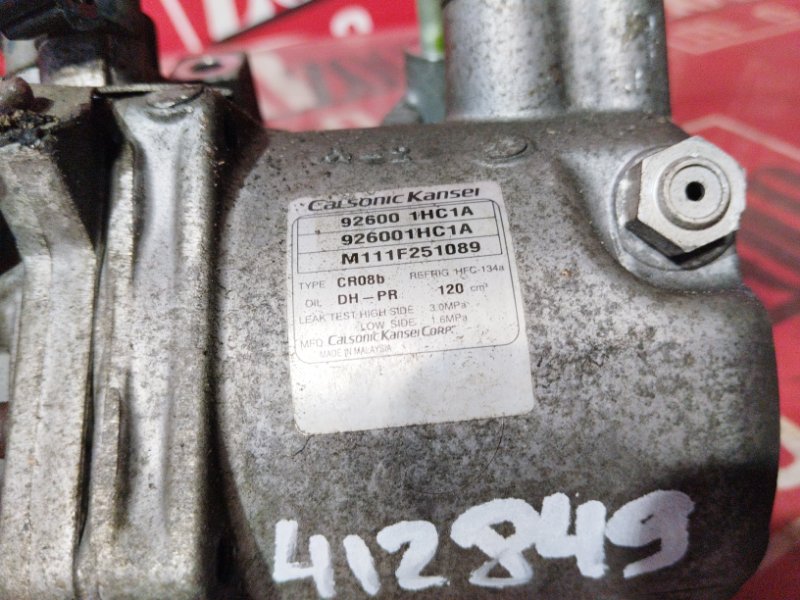 Calsonic Kansei
92600 1HC1A
926001HC1A
M111F251089
TYPE CR08b REFRIG HFC-134a
OIL DH-PR 120 cm³
LEAK TEST HIGH SIDE 3.0MPa
LOW SIDE 1.6MPa
MFD Calsonic Kansei Corp.
MADE IN MALAYSIA
412849